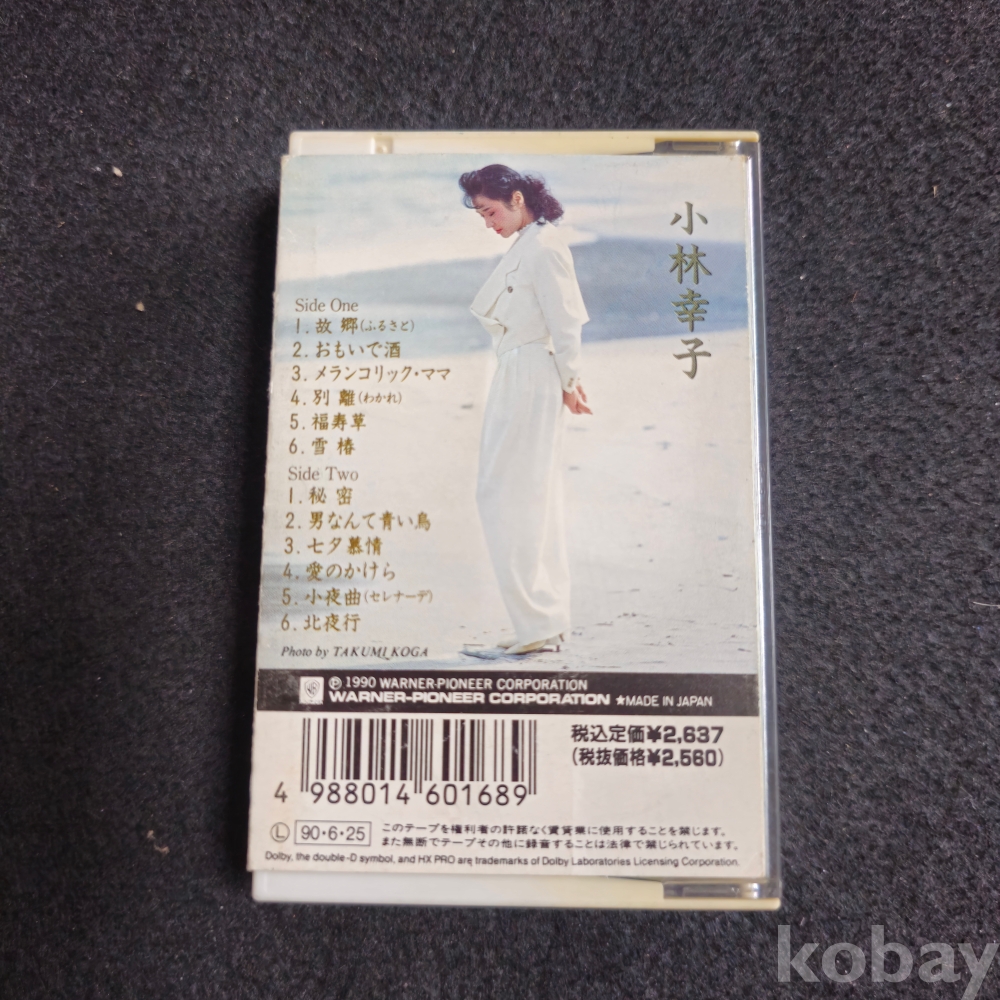 小林幸子
Side One
1. 故郷(ふるさと)
2. おもいで酒
3. メランコリック・ママ
4. 別離(わかれ)
5. 福寿草
6. 雪椿
Side Two
1. 秘密
2. 男なんて青い鳥
3. 七夕慕情
4. 愛のかけら
5. 小夜曲(セレナーデ)
6. 北夜行
Photo by TAKUMI KOGA
Ⓟ 1990 WARNER-PIONEER CORPORATION
WARNER-PIONEER CORPORATION ★MADE IN JAPAN
税込定価¥2,637
(税抜価格¥2,560)
4 988014 601689
Ⓛ 90・6・25
このテープを権利者の許諾なく賃貸業に使用することを禁じます。
また無断でテープその他に録音することは法律で禁じられています。
Dolby, the double-D symbol, and HX PRO are trademarks of Dolby Laboratories Licensing Corporation.
kobay